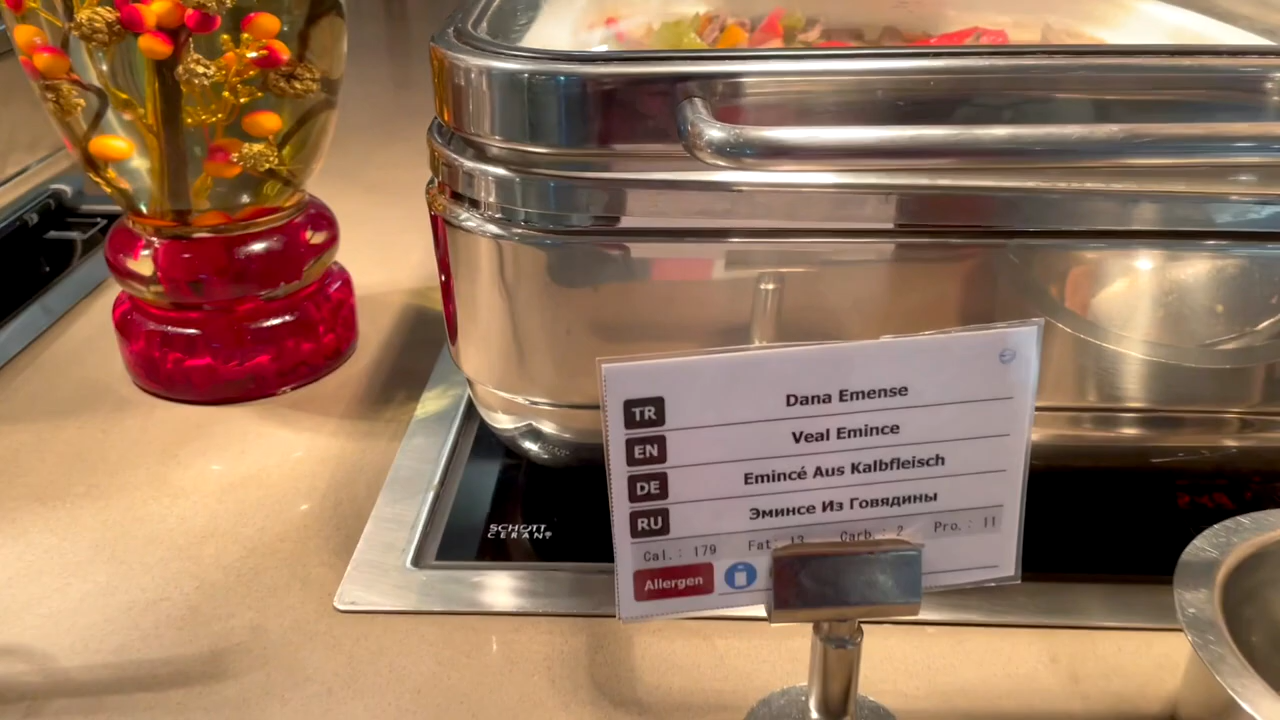 TR Dana Emense
EN Veal Emince
DE Emincé Aus Kalbfleisch
RU Эминсе Из Говядины
Cal.: 179 Fat: 13 Carb.: 2 Pro.: 11
Allergen
SCHOTT
CERAN®